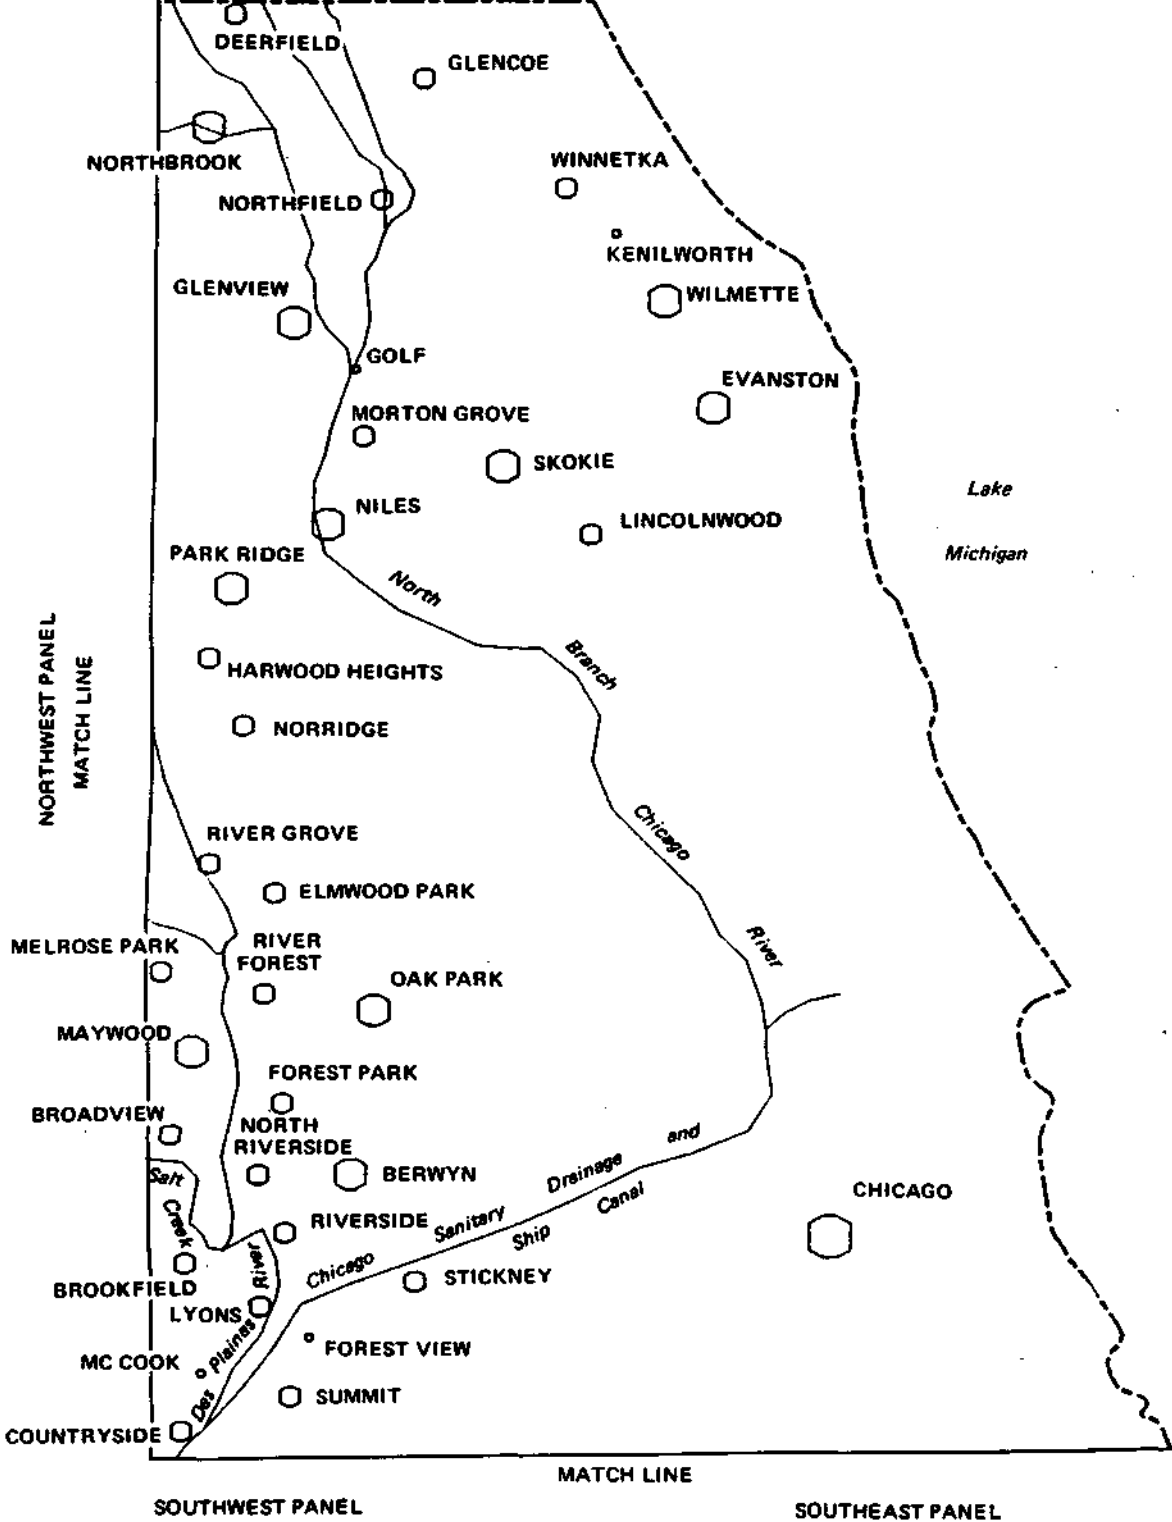 DEERFIELD
GLENCOE
NORTHBROOK
WINNETKA
NORTHFIELD
KENILWORTH
GLENVIEW
WILMETTE
GOLF
EVANSTON
MORTON GROVE
SKOKIE
Lake
NILES
LINCOLNWOOD
Michigan
PARK RIDGE
North
Branch
HARWOOD HEIGHTS
NORTHWEST PANEL
MATCH LINE
NORRIDGE
Chicago
RIVER GROVE
ELMWOOD PARK
River
MELROSE PARK
RIVER
FOREST
OAK PARK
MAYWOOD
FOREST PARK
BROADVIEW
NORTH
RIVERSIDE
and
Drainage
Canal
Salt
Creek
BERWYN
CHICAGO
RIVERSIDE
Sanitary
Ship
Chicago
River
BROOKFIELD
STICKNEY
LYONS
Plaines
FOREST VIEW
MC COOK
Des
SUMMIT
COUNTRYSIDE
MATCH LINE
SOUTHWEST PANEL
SOUTHEAST PANEL